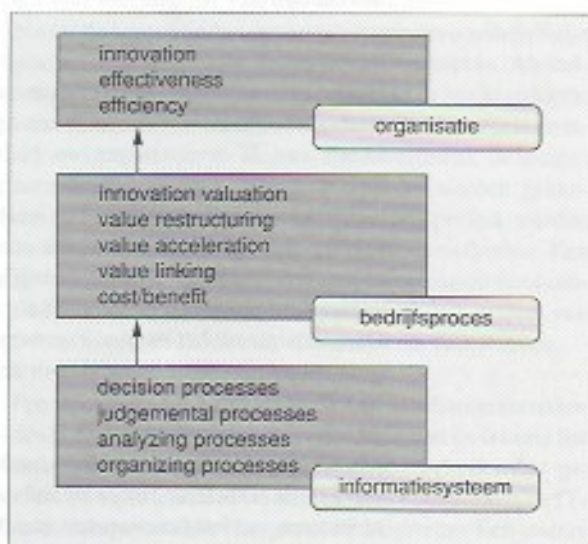 innovation
effectiveness
efficiency
organisatie
innovation valuation
value restructuring
value acceleration
value linking
cost/benefit
bedrijfsproces
decision processes
judgemental processes
analyzing processes
organizing processes
informatiesysteem